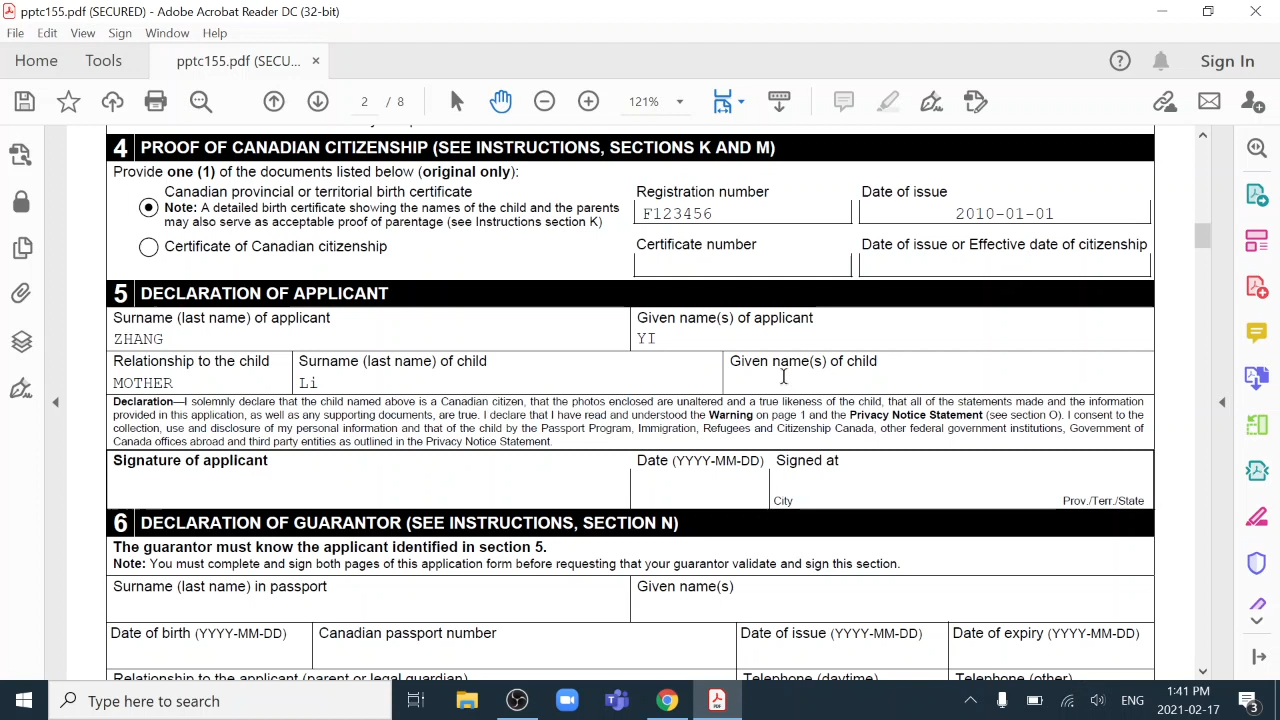 pptc155.pdf (SECURED) - Adobe Acrobat Reader DC (32-bit)
File Edit View Sign Window Help
Home Tools pptc155.pdf (SECU... × Sign In
2 / 8 121%
4 PROOF OF CANADIAN CITIZENSHIP (SEE INSTRUCTIONS, SECTIONS K AND M)
Provide one (1) of the documents listed below (original only):
Canadian provincial or territorial birth certificate
Note: A detailed birth certificate showing the names of the child and the parents
may also serve as acceptable proof of parentage (see Instructions section K)
Registration number Date of issue
F123456 2010-01-01
Certificate of Canadian citizenship Certificate number Date of issue or Effective date of citizenship
5 DECLARATION OF APPLICANT
Surname (last name) of applicant Given name(s) of applicant
ZHANG YI
Relationship to the child Surname (last name) of child Given name(s) of child
MOTHER Li
Declaration—I solemnly declare that the child named above is a Canadian citizen, that the photos enclosed are unaltered and a true likeness of the child, that all of the statements made and the information
provided in this application, as well as any supporting documents, are true. I declare that I have read and understood the Warning on page 1 and the Privacy Notice Statement (see section O). I consent to the
collection, use and disclosure of my personal information and that of the child by the Passport Program, Immigration, Refugees and Citizenship Canada, other federal government institutions, Government of
Canada offices abroad and third party entities as outlined in the Privacy Notice Statement.
Signature of applicant Date (YYYY-MM-DD) Signed at
City Prov./Terr./State
6 DECLARATION OF GUARANTOR (SEE INSTRUCTIONS, SECTION N)
The guarantor must know the applicant identified in section 5.
Note: You must complete and sign both pages of this application form before requesting that your guarantor validate and sign this section.
Surname (last name) in passport Given name(s)
Date of birth (YYYY-MM-DD) Canadian passport number Date of issue (YYYY-MM-DD) Date of expiry (YYYY-MM-DD)
Relationship to the applicant (parent or legal guardian) Telephone (daytime) Telephone (other)
Type here to search ENG 1:41 PM
2021-02-17 3